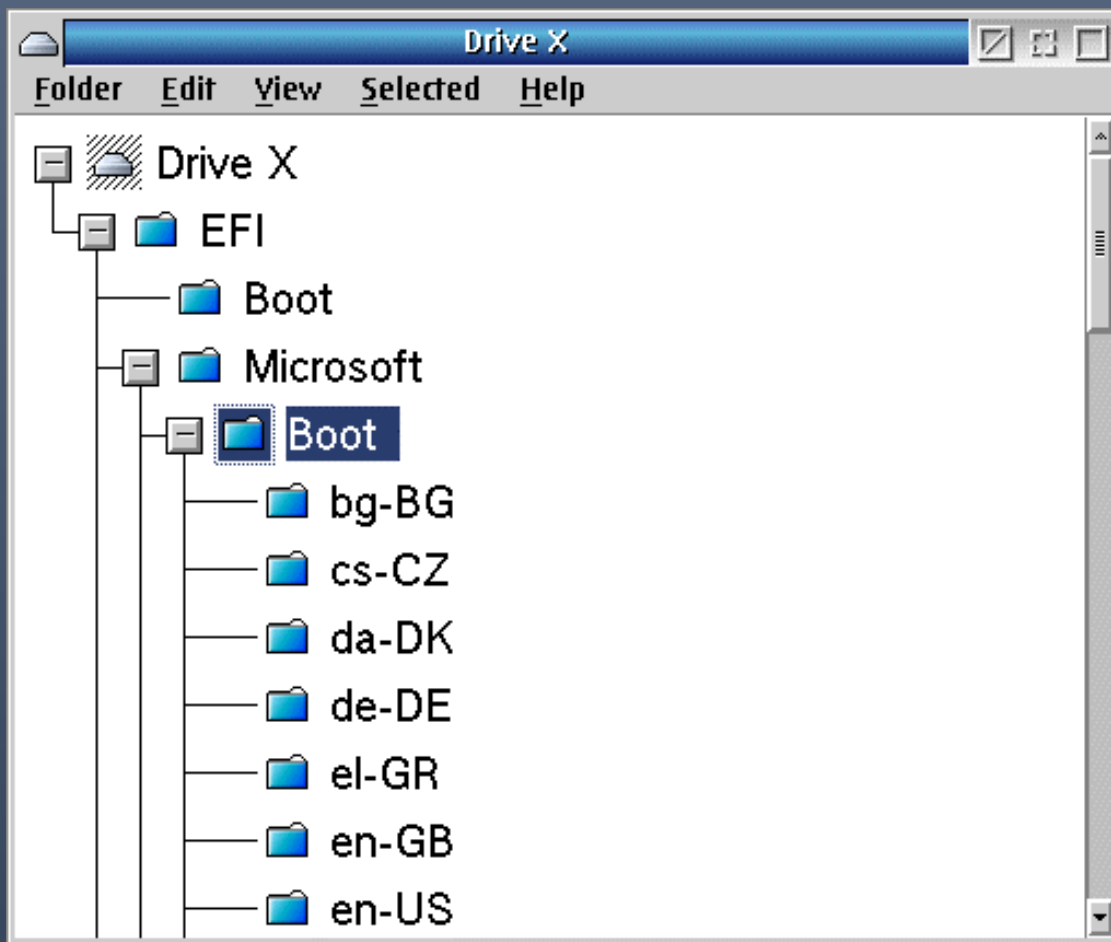 Drive X
Folder Edit View Selected Help
Drive X
EFI
Boot
Microsoft
Boot
bg-BG
cs-CZ
da-DK
de-DE
el-GR
en-GB
en-US